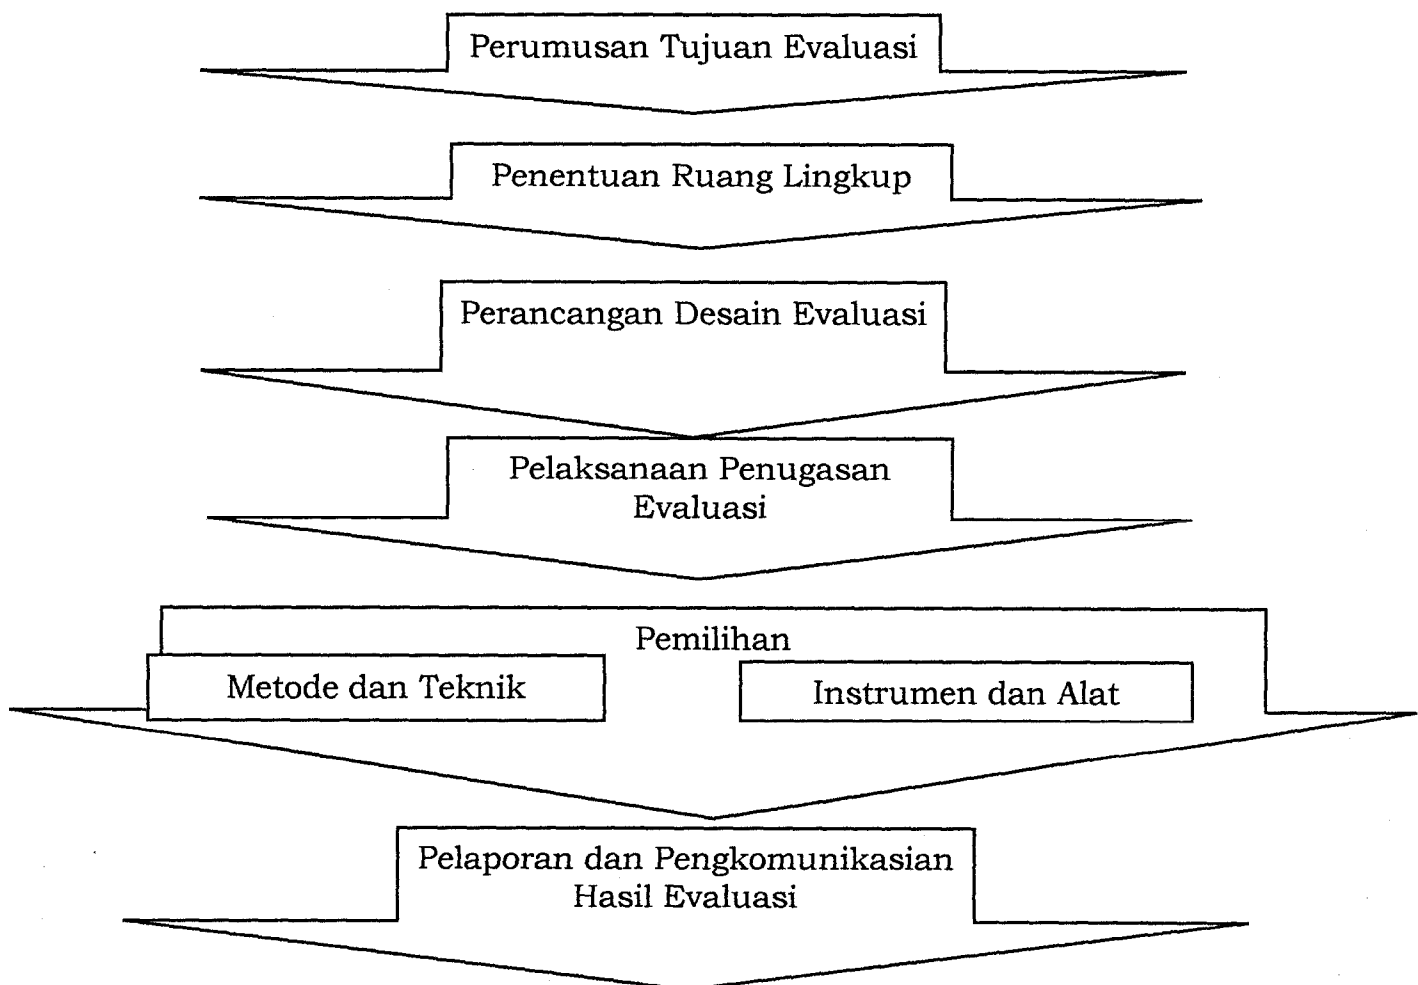 Perumusan Tujuan Evaluasi
Penentuan Ruang Lingkup
Perancangan Desain Evaluasi
Pelaksanaan Penugasan
Evaluasi
Pemilihan
Metode dan Teknik
Instrumen dan Alat
Pelaporan dan Pengkomunikasian
Hasil Evaluasi